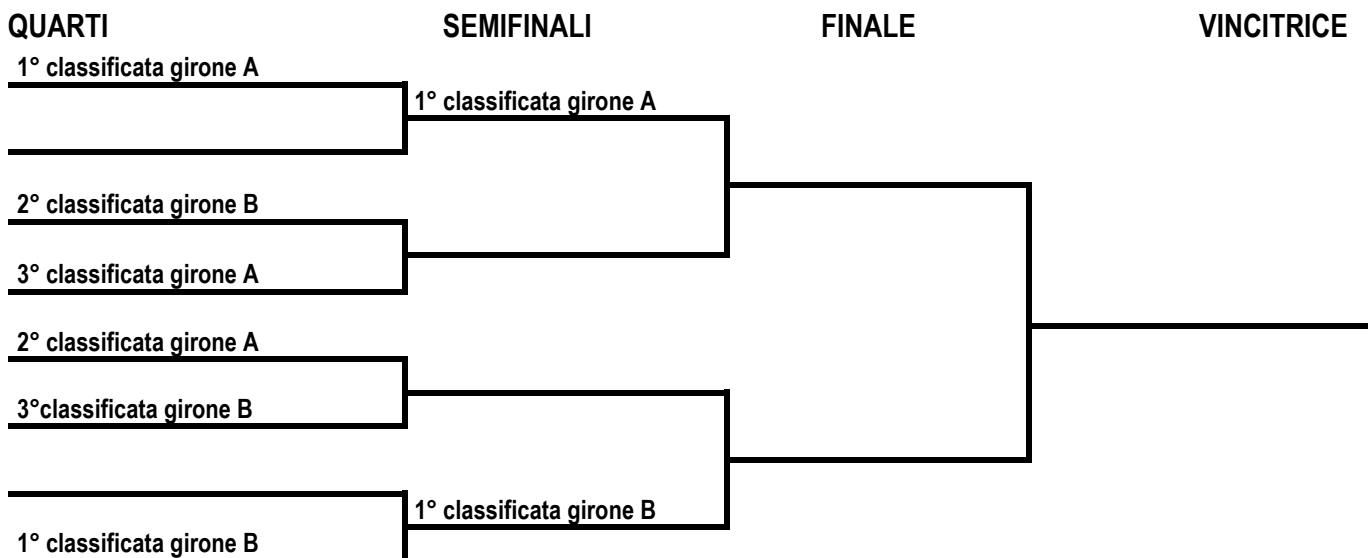 QUARTI SEMIFINALI FINALE VINCITRICE
1° classificata girone A
1° classificata girone A
2° classificata girone B
3° classificata girone A
2° classificata girone A
3°classificata girone B
1° classificata girone B
1° classificata girone B